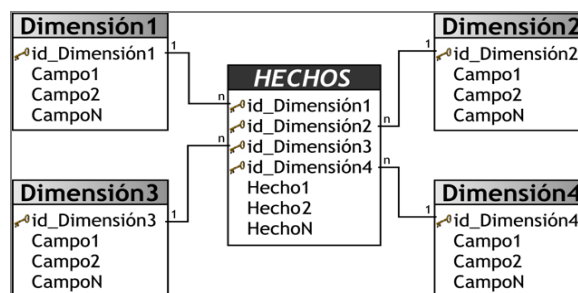 Dimensión1
id_Dimensión1
Campo1
Campo2
CampoN
1
Dimensión2
id_Dimensión2
Campo1
Campo2
CampoN
1
HECHOS
id_Dimensión1
id_Dimensión2
id_Dimensión3
id_Dimensión4
Hecho1
Hecho2
HechoN
n
n
n
n
Dimensión3
id_Dimensión3
Campo1
Campo2
CampoN
1
Dimensión4
id_Dimensión4
Campo1
Campo2
CampoN
1